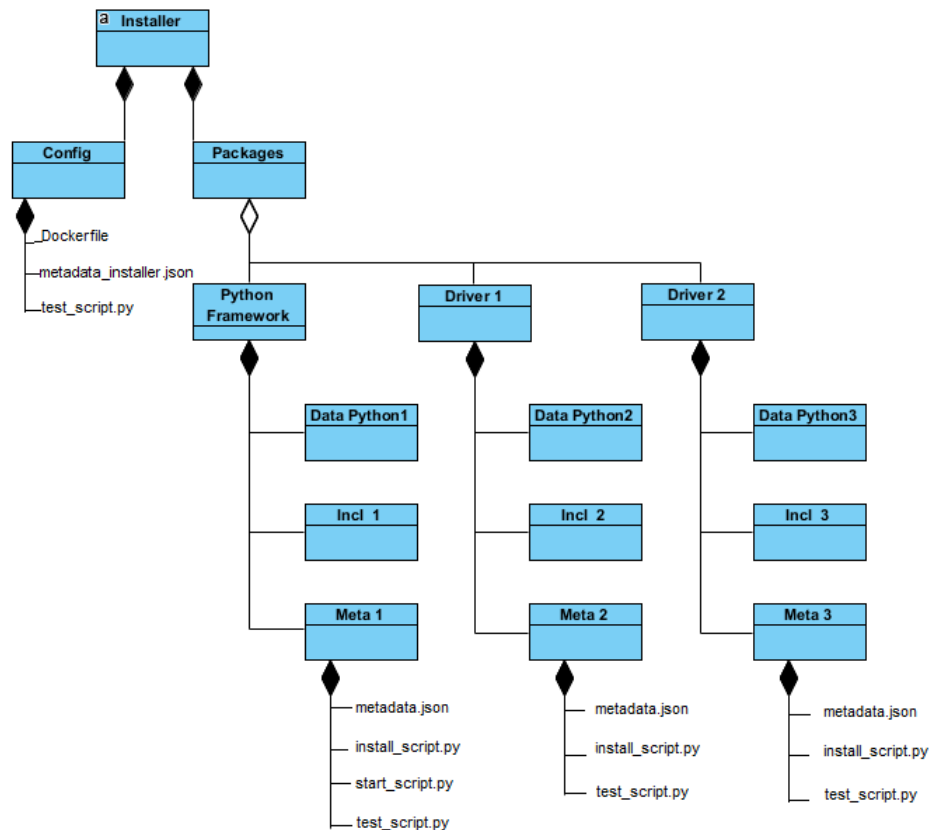 a
Installer
Config
Packages
_Dockerfile
metadata_installer.json
test_script.py
Python
Framework
Driver 1
Driver 2
Data Python1
Data Python2
Data Python3
Incl 1
Incl 2
Incl 3
Meta 1
Meta 2
Meta 3
metadata.json
install_script.py
start_script.py
test_script.py
metadata.json
install_script.py
test_script.py
metadata.json
install_script.py
test_script.py